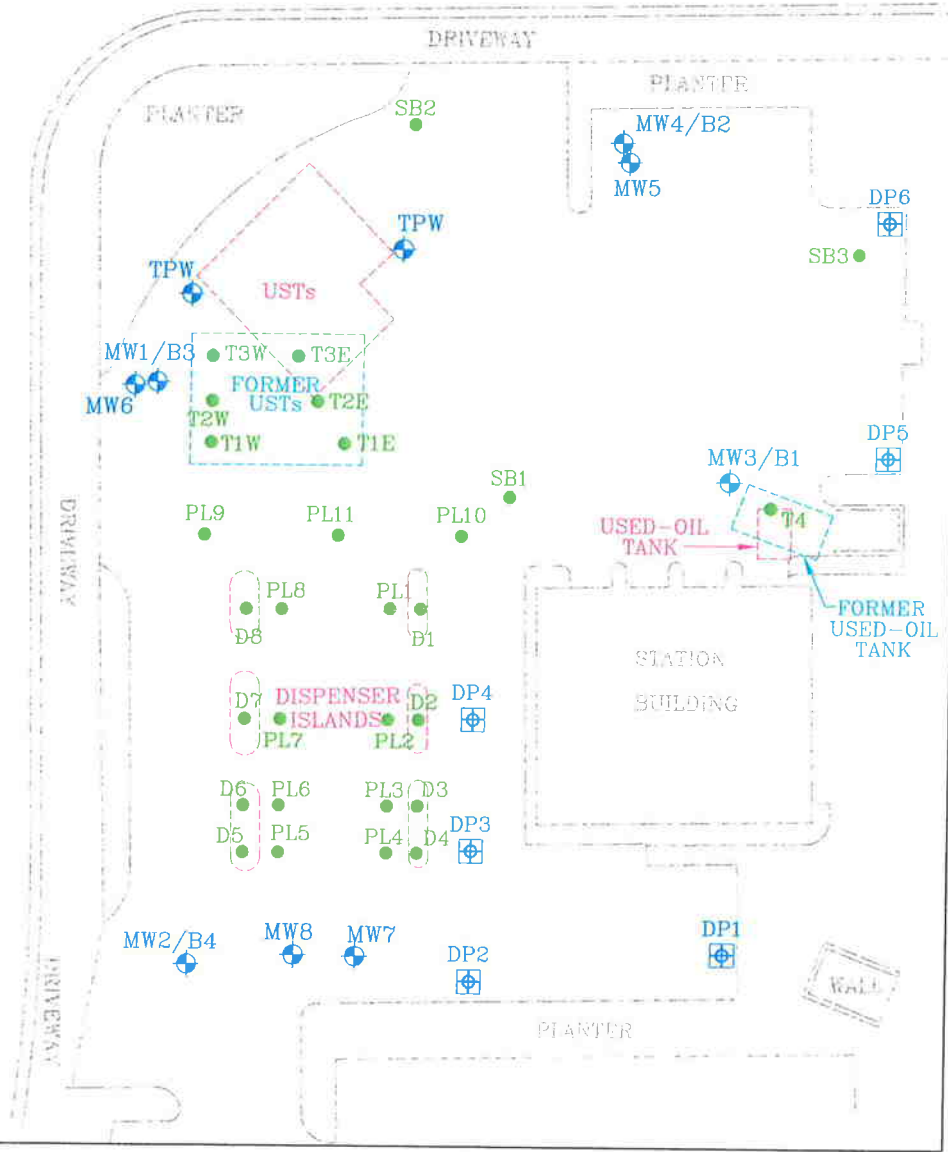 DRIVEWAY
PLANTER
PLANTER
SB2
MW4/B2
MW5
DP6
TPW
SB3
TPW
USTs
MW1/B3
T3W
T3E
MW6
FORMER
USTs
T2W
T2E
T1W
T1E
DP5
MW3/B1
SB1
T4
USED-OIL
TANK
PL9
PL11
PL10
DRIVEWAY
PL8
PL1
D8
D1
FORMER
USED-OIL
TANK
STATION
BUILDING
D7
DISPENSER
ISLANDS
D2
DP4
PL7
PL2
D6
PL6
PL3
D3
D5
PL5
PL4
D4
DP3
MW2/B4
MW8
MW7
DP2
DP1
WALL
DRIVEWAY
PLANTER